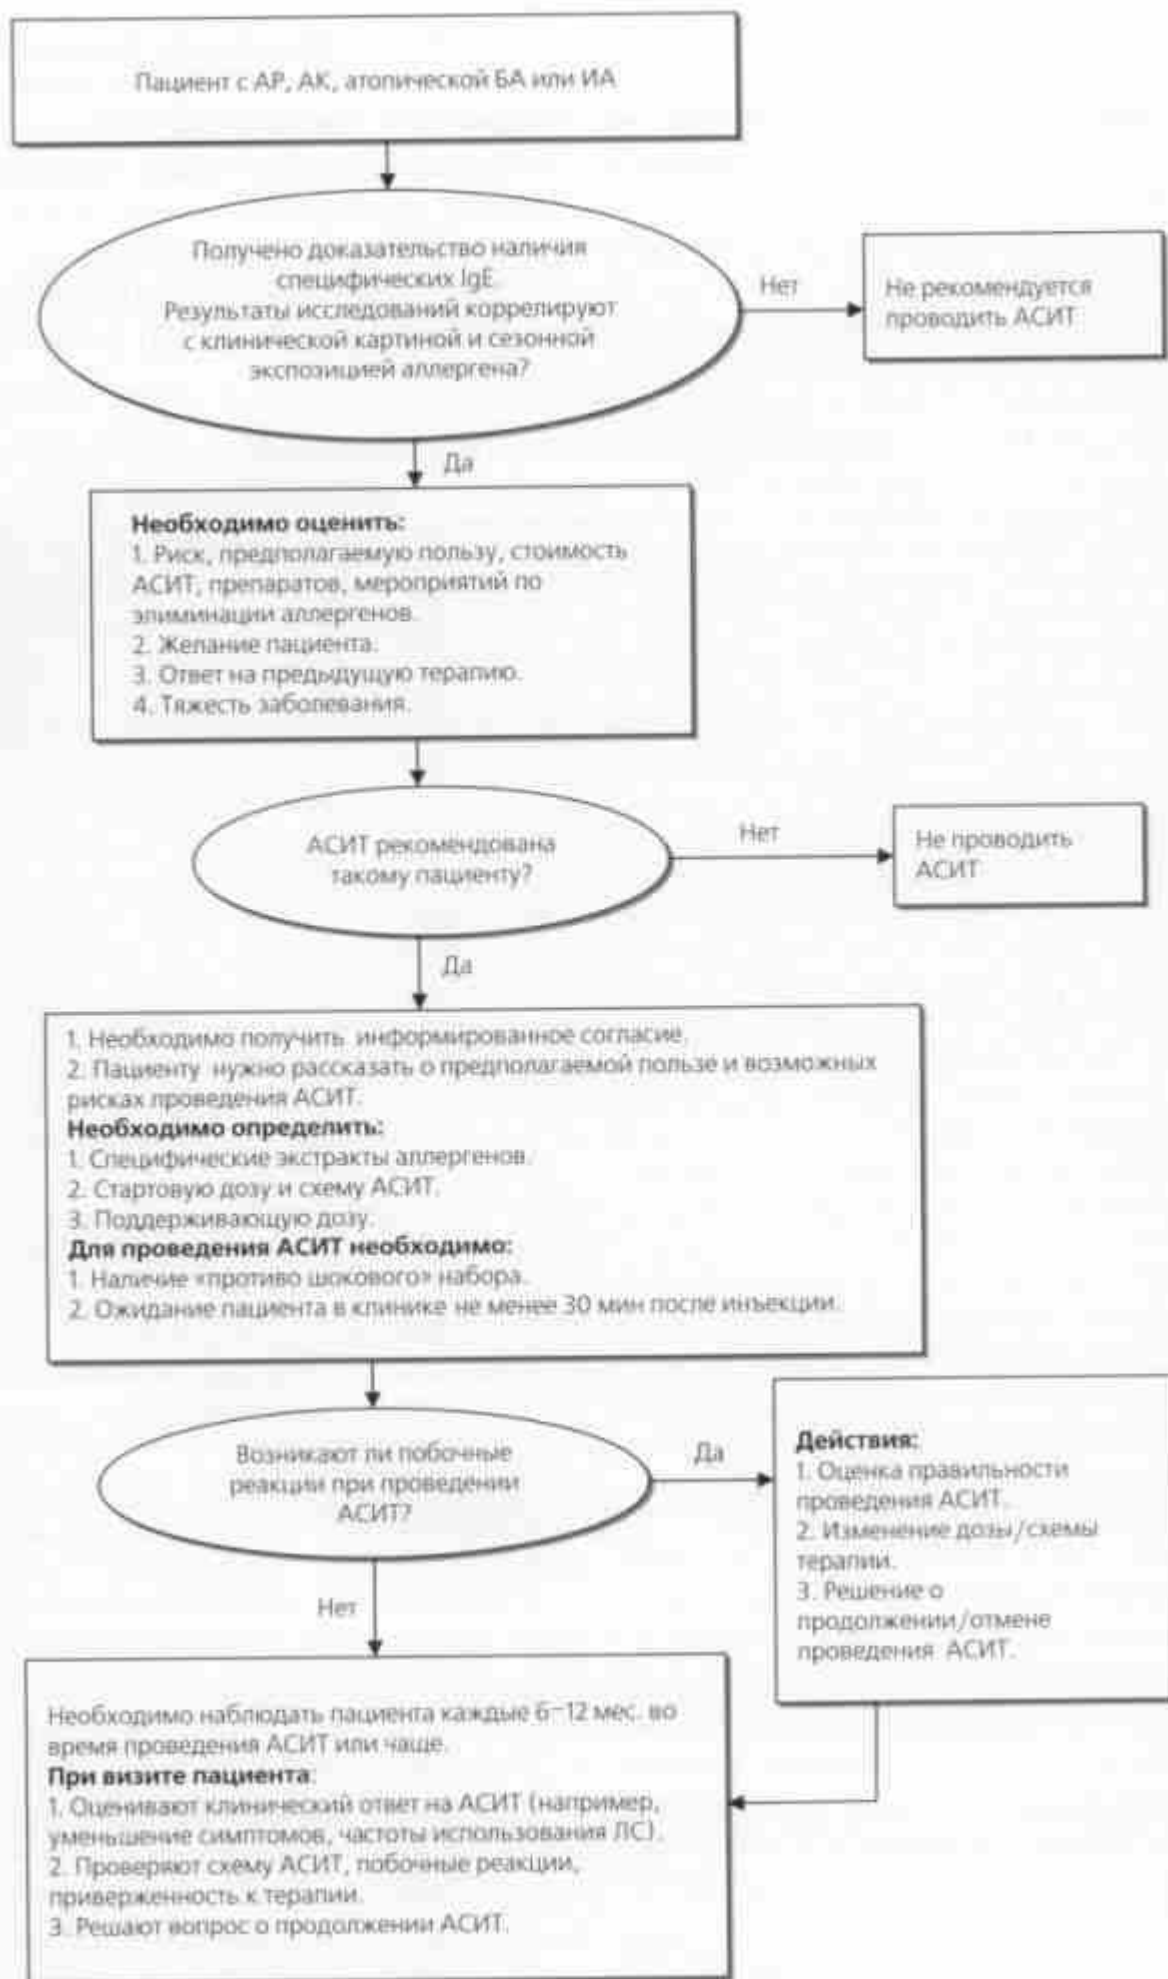 Пациент с АР, АК, атопической БА или ИА
Получено доказательство наличия
специфических IgE.
Результаты исследований коррелируют
с клинической картиной и сезонной
экспозицией аллергена?
Нет
Не рекомендуется
проводить АСИТ
Да
Необходимо оценить:
1. Риск, предполагаемую пользу, стоимость
АСИТ, препаратов, мероприятий по
элиминации аллергенов.
2. Желание пациента.
3. Ответ на предыдущую терапию.
4. Тяжесть заболевания.
АСИТ рекомендована
такому пациенту?
Нет
Не проводить
АСИТ
Да
1. Необходимо получить информированное согласие.
2. Пациенту нужно рассказать о предполагаемой пользе и возможных
рисках проведения АСИТ.
Необходимо определить:
1. Специфические экстракты аллергенов.
2. Стартовую дозу и схему АСИТ.
3. Поддерживающую дозу.
Для проведения АСИТ необходимо:
1. Наличие «противо шокового» набора.
2. Ожидание пациента в клинике не менее 30 мин после инъекции.
Возникают ли побочные
реакции при проведении
АСИТ?
Да
Действия:
1. Оценка правильности
проведения АСИТ.
2. Изменение дозы/схемы
терапии.
3. Решение о
продолжении/отмене
проведения АСИТ.
Нет
Необходимо наблюдать пациента каждые 6–12 мес. во
время проведения АСИТ или чаще.
При визите пациента:
1. Оценивают клинический ответ на АСИТ (например,
уменьшение симптомов, частоты использования ЛС).
2. Проверяют схему АСИТ, побочные реакции,
приверженность к терапии.
3. Решают вопрос о продолжении АСИТ.